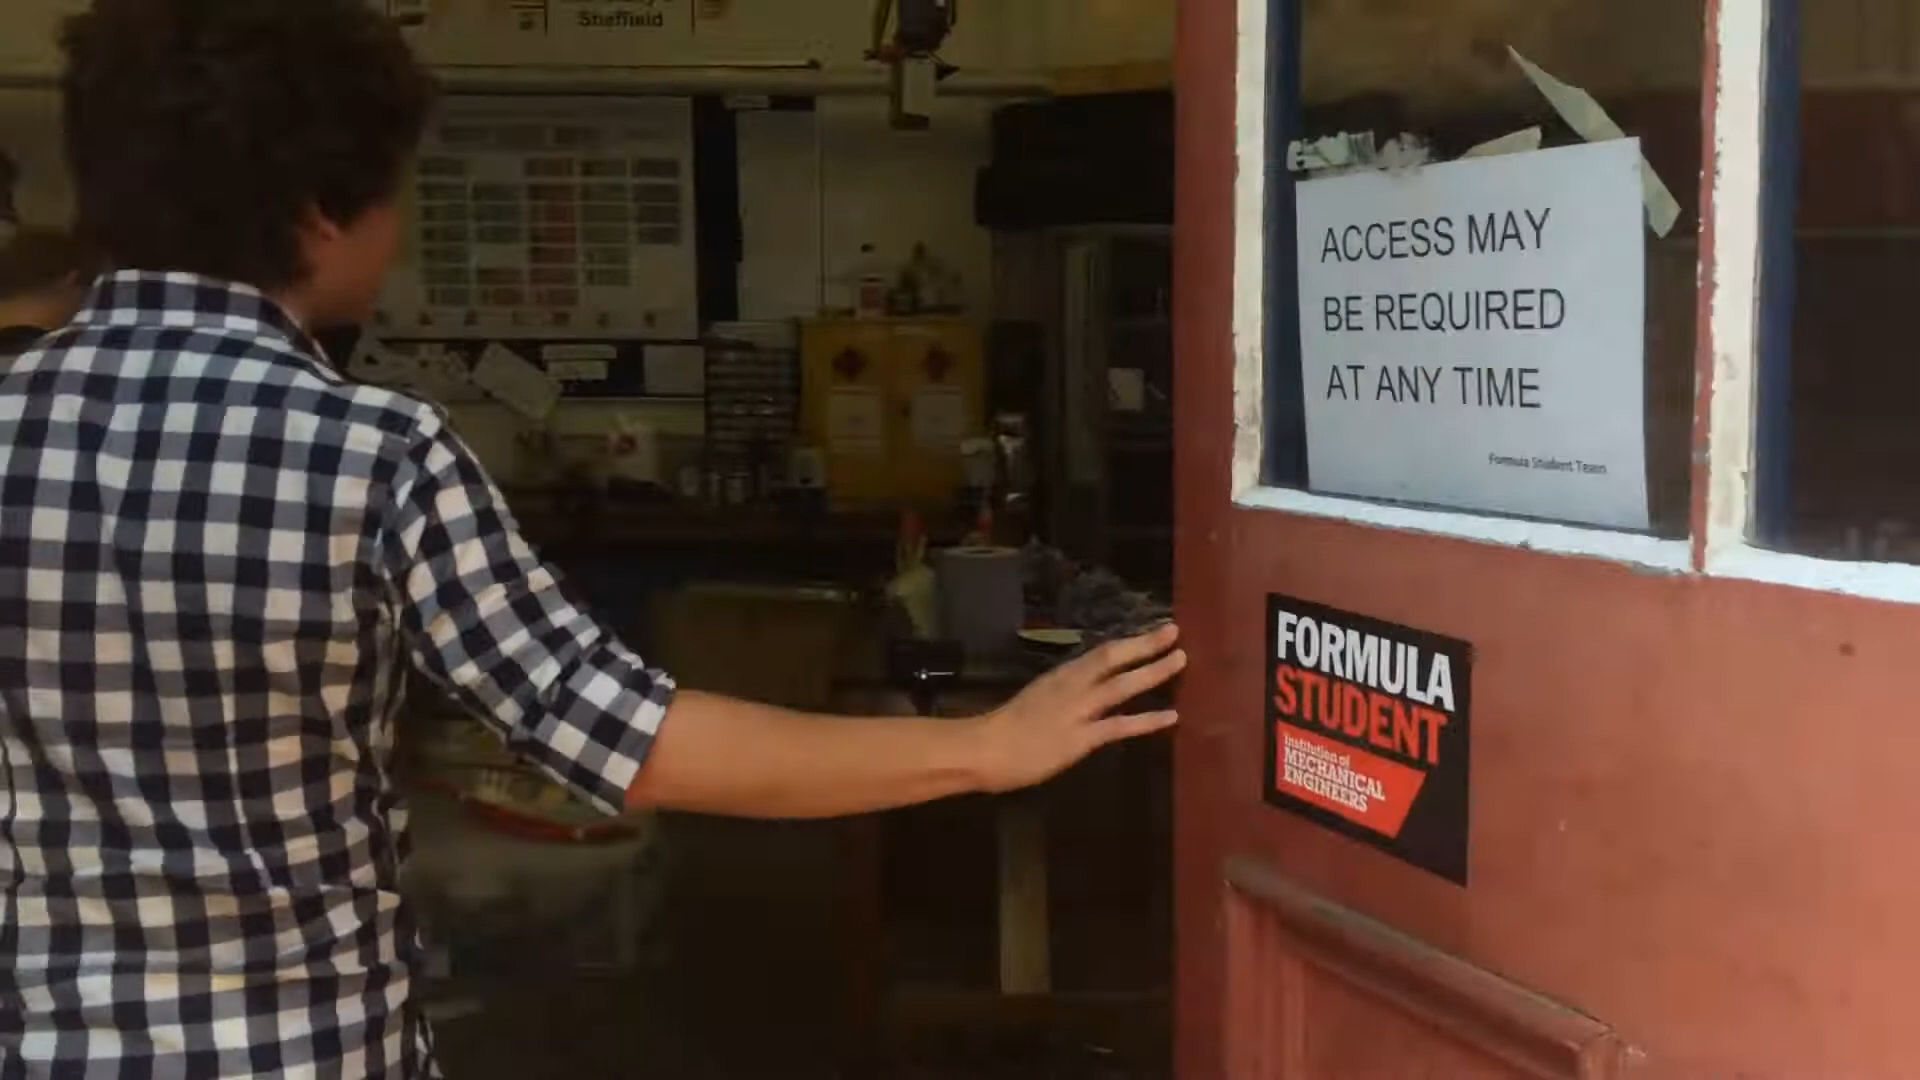 Sheffield
ACCESS MAY
BE REQUIRED
AT ANY TIME
Formula Student Team
FORMULA
STUDENT
Institution of
MECHANICAL
ENGINEERS